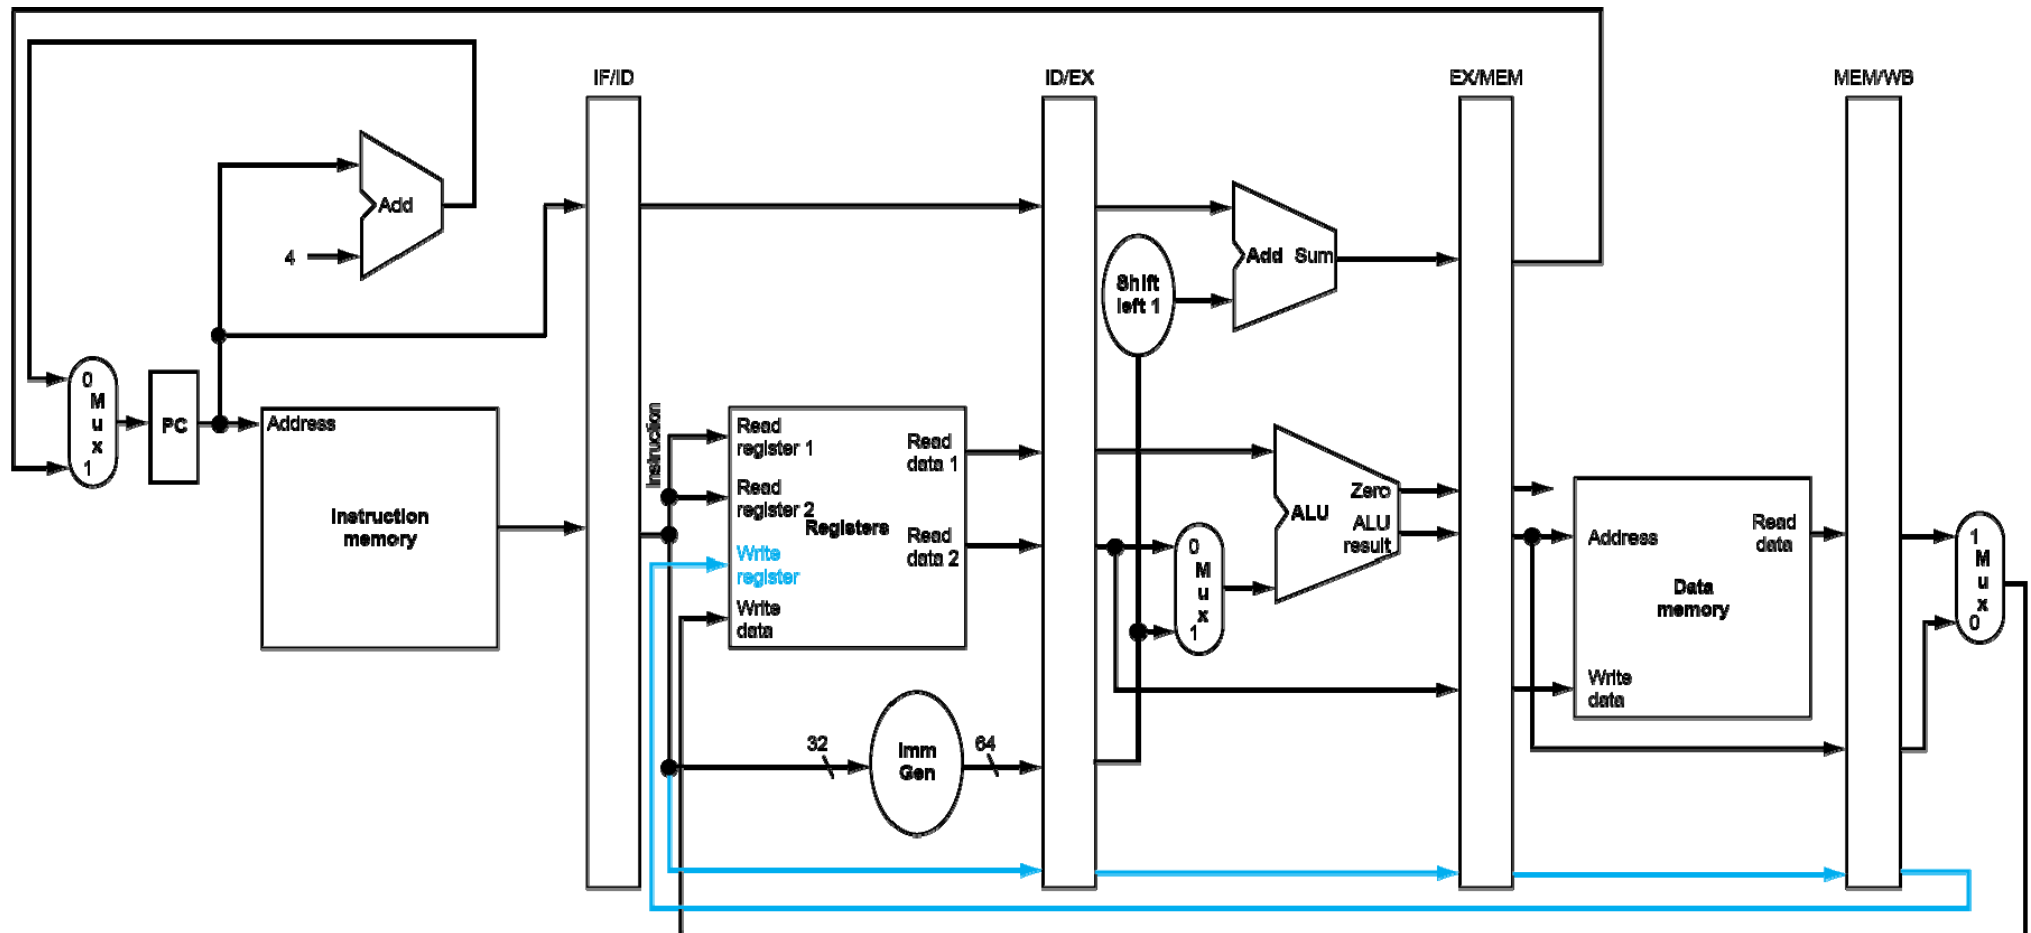 IF/ID
ID/EX
EX/MEM
MEM/WB
Add
4
Shift
left 1
Add Sum
0
M
u
x
1
PC
Address
Instruction
memory
Instruction
Read
register 1
Read
register 2
Registers
Write
register
Write
data
Read
data 1
Read
data 2
0
M
u
x
1
ALU
Zero
ALU
result
Address
Read
data
Data
memory
Write
data
1
M
u
x
0
32
Imm
Gen
64